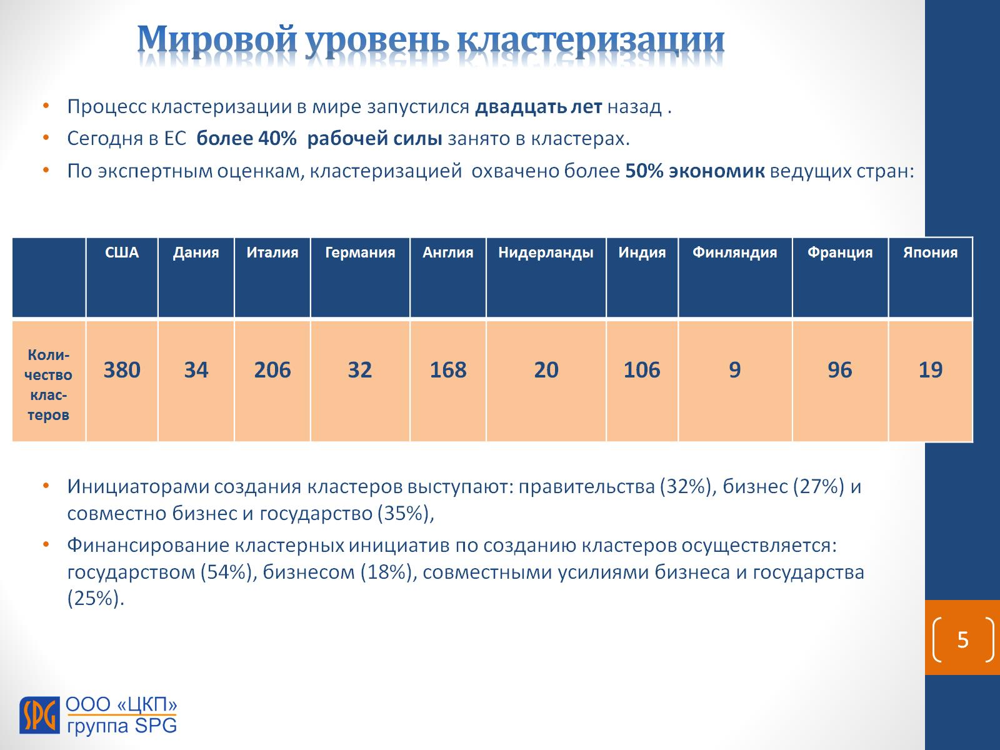 Мировой уровень кластеризации
• Процесс кластеризации в мире запустился двадцать лет назад .
• Сегодня в ЕС более 40% рабочей силы занято в кластерах.
• По экспертным оценкам, кластеризацией охвачено более 50% экономик ведущих стран:
США Дания Италия Германия Англия Нидерланды Индия Финляндия Франция Япония
Коли-
чество
клас-
теров
380 34 206 32 168 20 106 9 96 19
• Инициаторами создания кластеров выступают: правительства (32%), бизнес (27%) и
совместно бизнес и государство (35%),
• Финансирование кластерных инициатив по созданию кластеров осуществляется:
государством (54%), бизнесом (18%), совместными усилиями бизнеса и государства
(25%).
5
SPG
ООО «ЦКП»
группа SPG